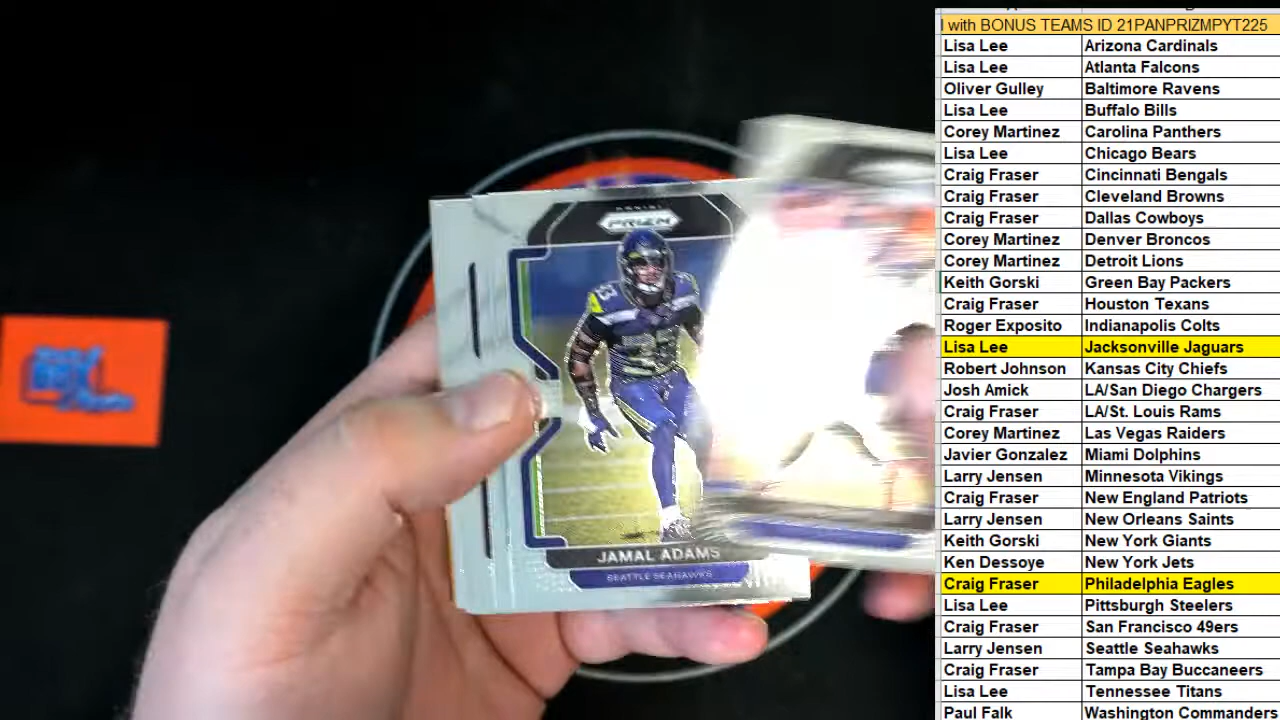 with BONUS TEAMS ID 21PANPRIZMPYT225
Lisa Lee Arizona Cardinals
Lisa Lee Atlanta Falcons
Oliver Gulley Baltimore Ravens
Lisa Lee Buffalo Bills
Corey Martinez Carolina Panthers
Lisa Lee Chicago Bears
Craig Fraser Cincinnati Bengals
Craig Fraser Cleveland Browns
Craig Fraser Dallas Cowboys
Corey Martinez Denver Broncos
Corey Martinez Detroit Lions
Keith Gorski Green Bay Packers
Craig Fraser Houston Texans
Roger Exposito Indianapolis Colts
Lisa Lee Jacksonville Jaguars
Robert Johnson Kansas City Chiefs
Josh Amick LA/San Diego Chargers
Craig Fraser LA/St. Louis Rams
Corey Martinez Las Vegas Raiders
Javier Gonzalez Miami Dolphins
Larry Jensen Minnesota Vikings
Craig Fraser New England Patriots
Larry Jensen New Orleans Saints
Keith Gorski New York Giants
Ken Dessoye New York Jets
Craig Fraser Philadelphia Eagles
Lisa Lee Pittsburgh Steelers
Craig Fraser San Francisco 49ers
Larry Jensen Seattle Seahawks
Craig Fraser Tampa Bay Buccaneers
Lisa Lee Tennessee Titans
Paul Falk Washington Commanders
PANINI
PRIZM
33
JAMAL ADAMS
SEATTLE SEAHAWKS